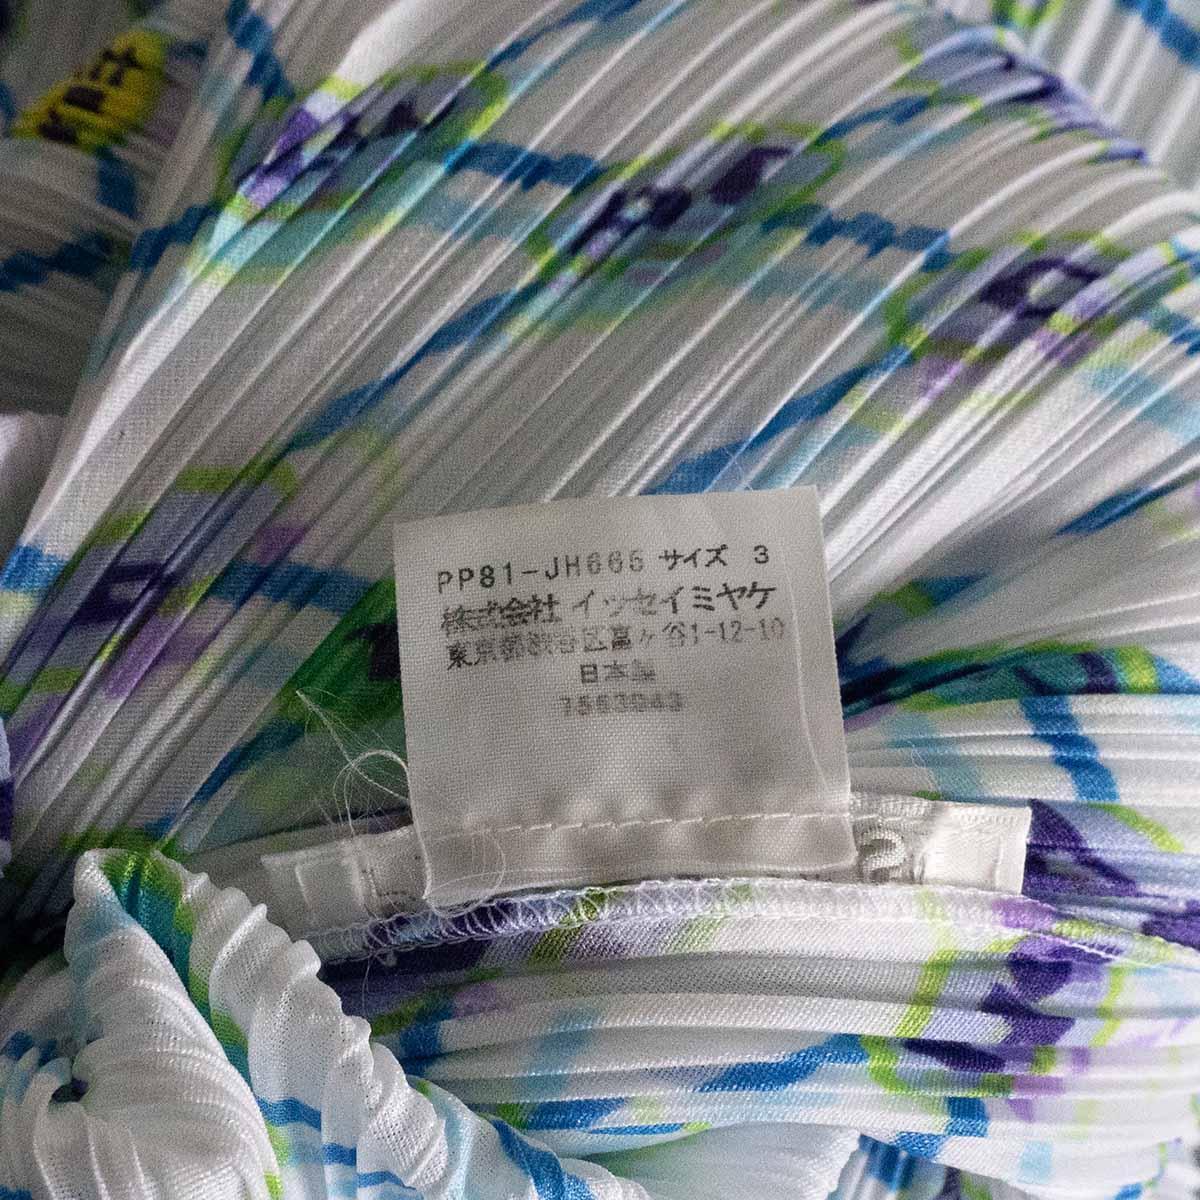 PP81-JH665 サイズ 3
株式会社 イッセイミヤケ
東京都渋谷区富ヶ谷1-12-10
日本製
7553943